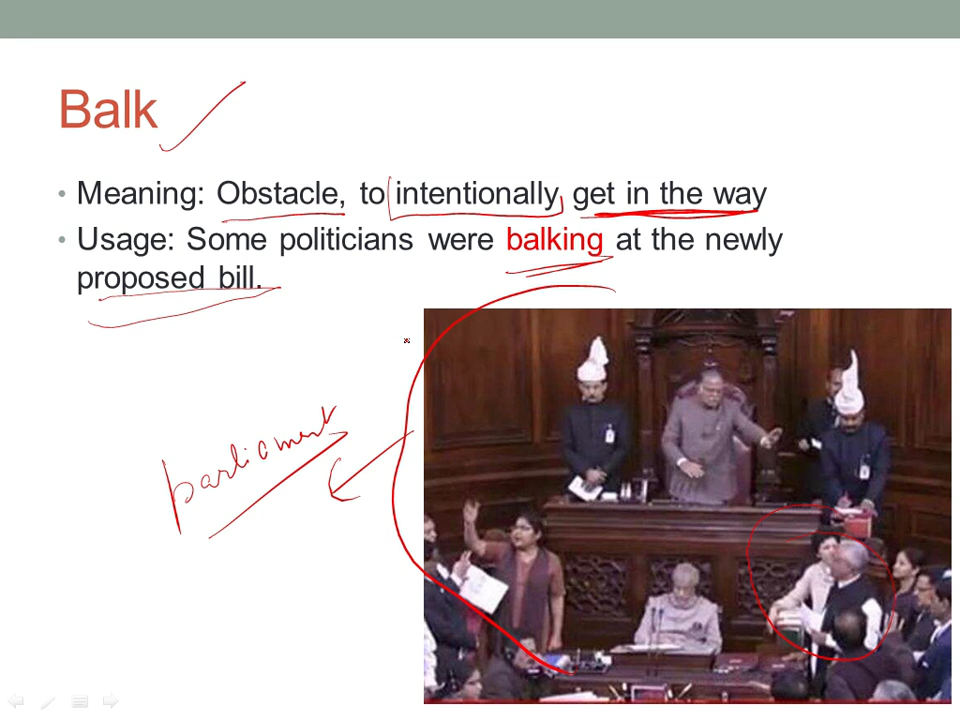 Balk
• Meaning: Obstacle, to intentionally get in the way
• Usage: Some politicians were balking at the newly
proposed bill.
parliament